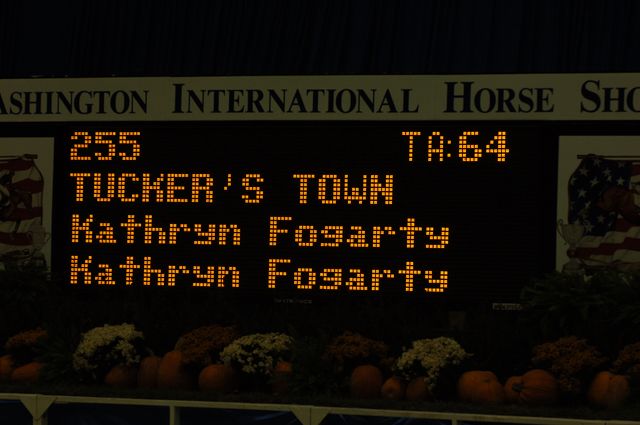 ASHINGTON INTERNATIONAL HORSE SHO
255 TA:64
TUCKER'S TOWN
Kathryn Fogarty
Kathryn Fogarty